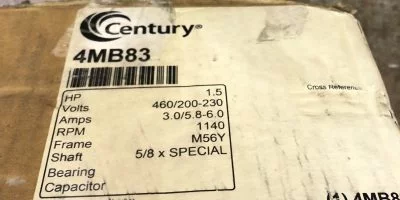 Century®
4MB83
HP 1.5
Volts 460/200-230
Amps 3.0/5.8-6.0
RPM 1140
Frame M56Y
Shaft 5/8 x SPECIAL
Bearing
Capacitor
Cross Reference
(1) 4MB8